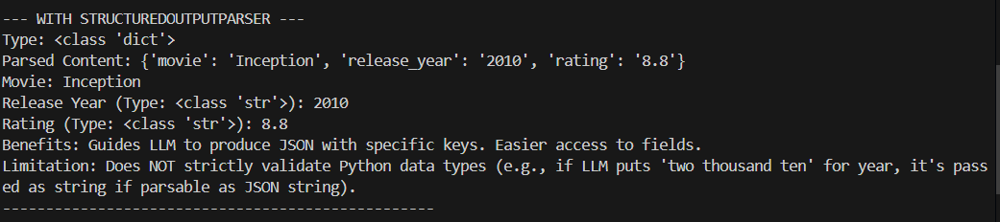 --- WITH STRUCTUREDOUTPUTPARSER ---
Type: <class 'dict'>
Parsed Content: {'movie': 'Inception', 'release_year': '2010', 'rating': '8.8'}
Movie: Inception
Release Year (Type: <class 'str'>): 2010
Rating (Type: <class 'str'>): 8.8
Benefits: Guides LLM to produce JSON with specific keys. Easier access to fields.
Limitation: Does NOT strictly validate Python data types (e.g., if LLM puts 'two thousand ten' for year, it's pass
ed as string if parsable as JSON string).
--------------------------------------------------